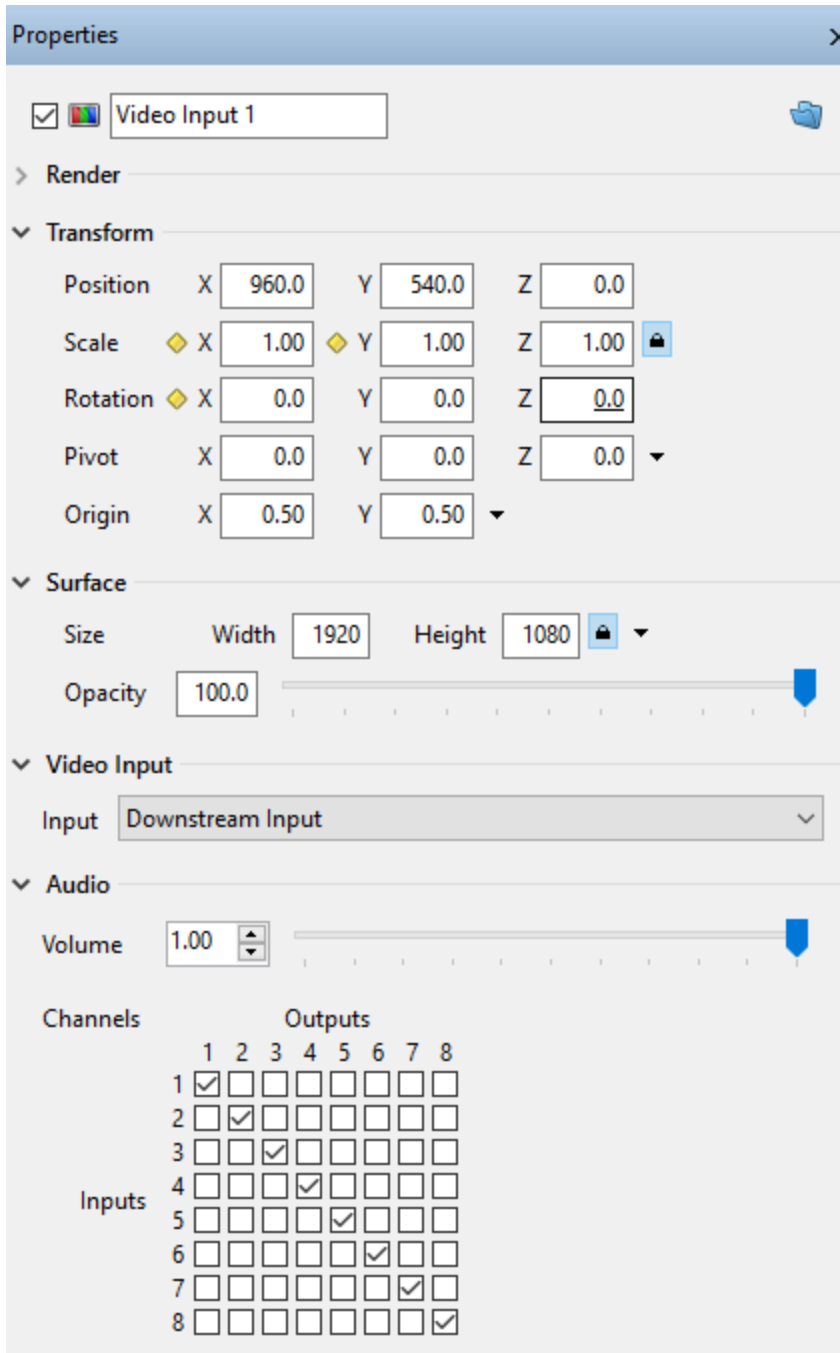 Properties
Video Input 1
Render
Transform
Position X 960.0 Y 540.0 Z 0.0
Scale X 1.00 Y 1.00 Z 1.00
Rotation X 0.0 Y 0.0 Z 0.0
Pivot X 0.0 Y 0.0 Z 0.0
Origin X 0.50 Y 0.50
Surface
Size Width 1920 Height 1080
Opacity 100.0
Video Input
Input Downstream Input
Audio
Volume 1.00
Channels Outputs
1 2 3 4 5 6 7 8
1
2
3
4
Inputs
5
6
7
8